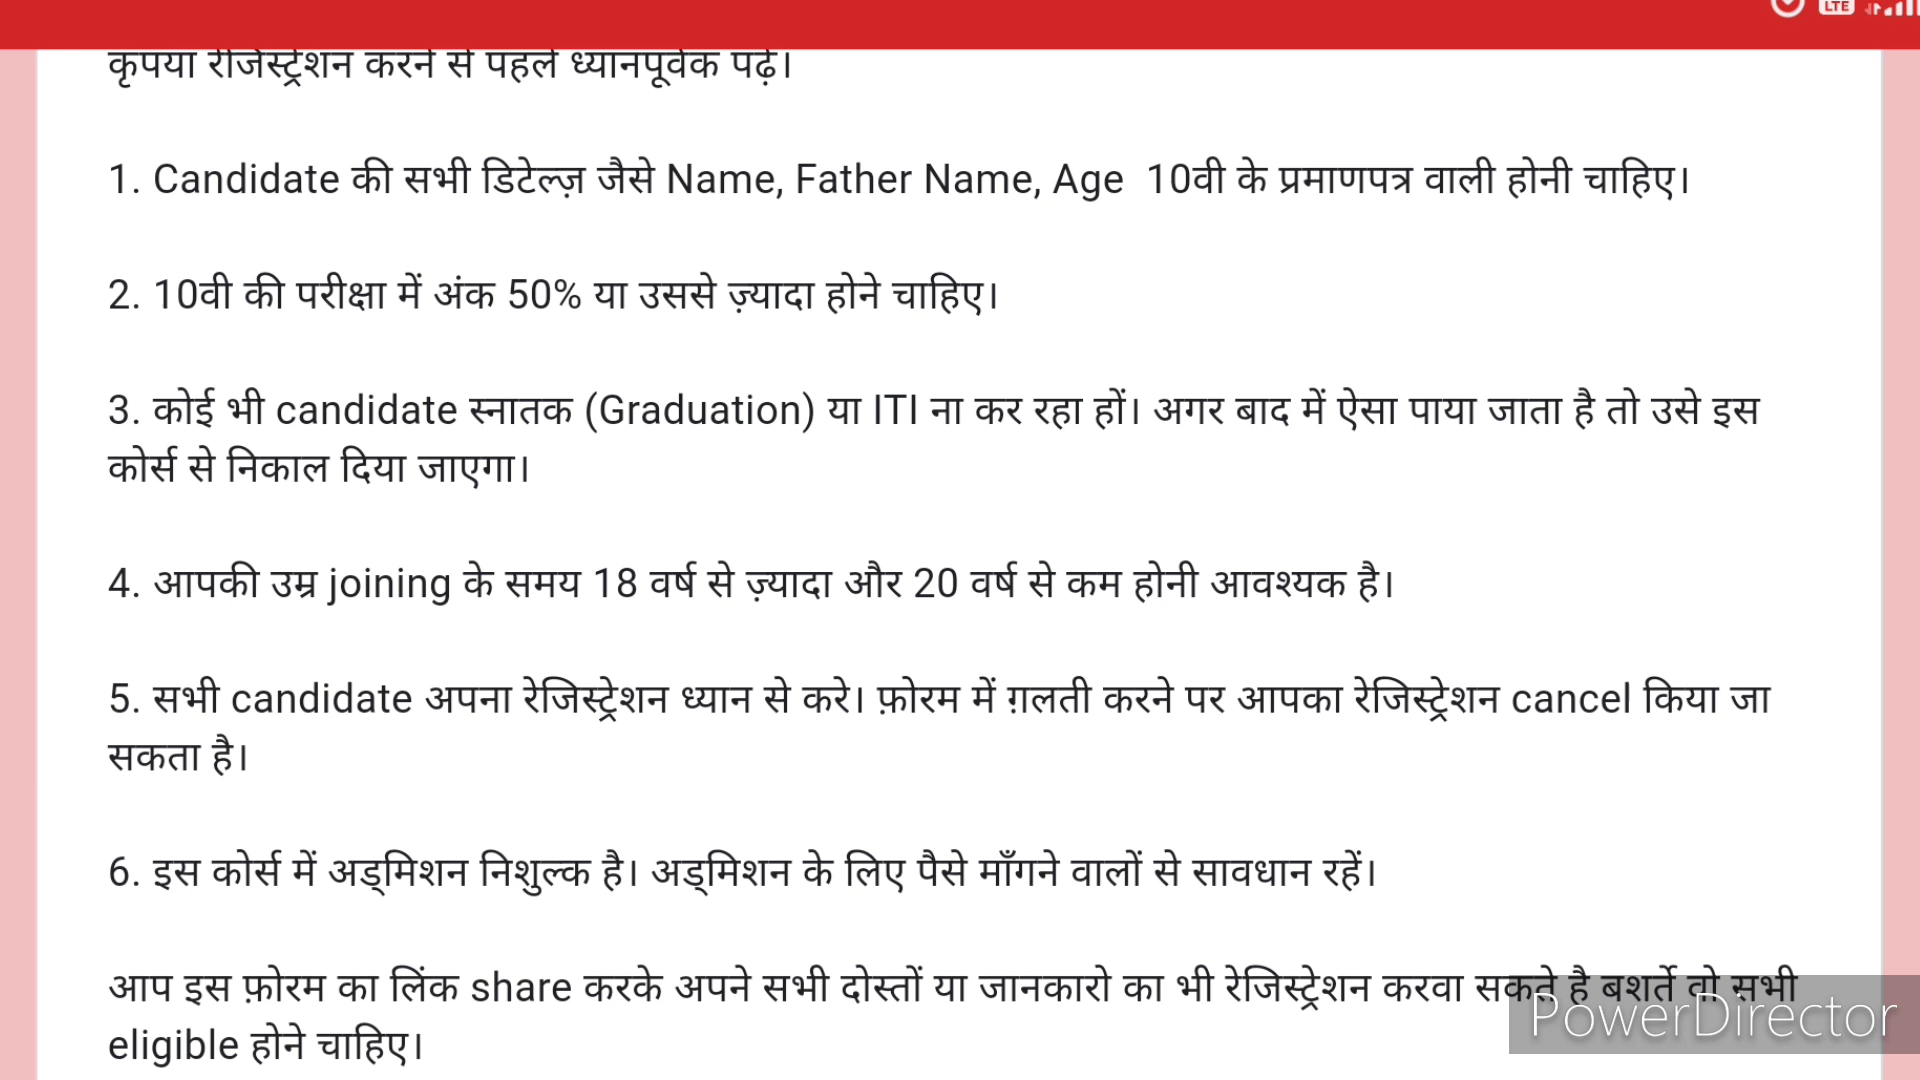 LTE
कृपया रेजिस्ट्रेशन करने से पहले ध्यानपूर्वक पढ़े।
1. Candidate की सभी डिटेल्ज़ जैसे Name, Father Name, Age 10वी के प्रमाणपत्र वाली होनी चाहिए।
2. 10वी की परीक्षा में अंक 50% या उससे ज़्यादा होने चाहिए।
3. कोई भी candidate स्नातक (Graduation) या ITI ना कर रहा हों। अगर बाद में ऐसा पाया जाता है तो उसे इस
कोर्स से निकाल दिया जाएगा।
4. आपकी उम्र joining के समय 18 वर्ष से ज़्यादा और 20 वर्ष से कम होनी आवश्यक है।
5. सभी candidate अपना रेजिस्ट्रेशन ध्यान से करे। फ़ोरम में ग़लती करने पर आपका रेजिस्ट्रेशन cancel किया जा
सकता है।
6. इस कोर्स में अड्मिशन निशुल्क है। अड्मिशन के लिए पैसे माँगने वालों से सावधान रहें।
आप इस फ़ोरम का लिंक share करके अपने सभी दोस्तों या जानकारो का भी रेजिस्ट्रेशन करवा सकते है बशर्ते वो सभी
eligible होने चाहिए।
PowerDirector